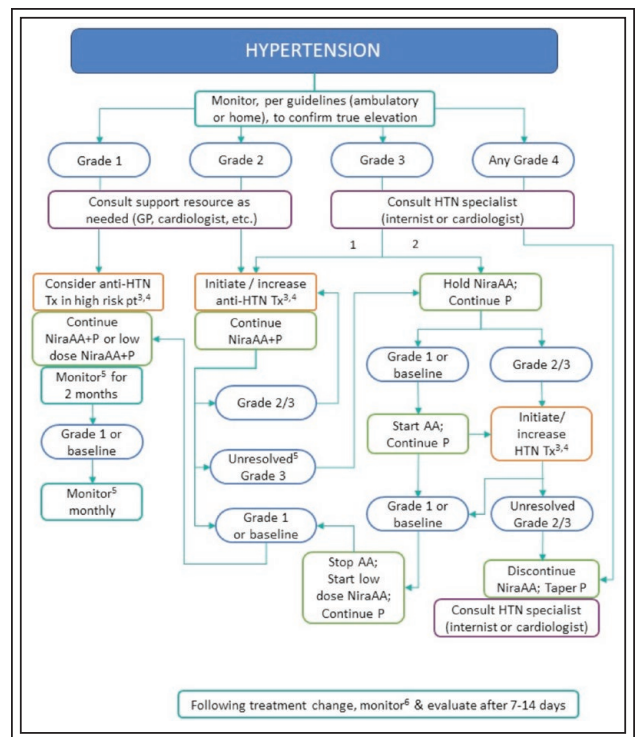 HYPERTENSION
Monitor, per guidelines (ambulatory
or home), to confirm true elevation
Grade 1
Grade 2
Grade 3
Any Grade 4
Consult support resource as
needed (GP, cardiologist, etc.)
Consult HTN specialist
(internist or cardiologist)
1
2
Consider anti-HTN
Tx in high risk pt3,4
Continue
NiraAA+P or low
dose NiraAA+P
Monitor5 for
2 months
Grade 1 or
baseline
Monitor5
monthly
Initiate / increase
anti-HTN Tx3,4
Continue
NiraAA+P
Grade 2/3
Unresolved5
Grade 3
Grade 1
or baseline
Hold NiraAA;
Continue P
Grade 1 or
baseline
Grade 2/3
Start AA;
Continue P
Initiate/
increase
HTN Tx3,4
Grade 1 or
baseline
Unresolved
Grade 2/3
Stop AA;
Start low
dose NiraAA;
Continue P
Discontinue
NiraAA; Taper P
Consult HTN specialist
(internist or cardiologist)
Following treatment change, monitor6 & evaluate after 7-14 days